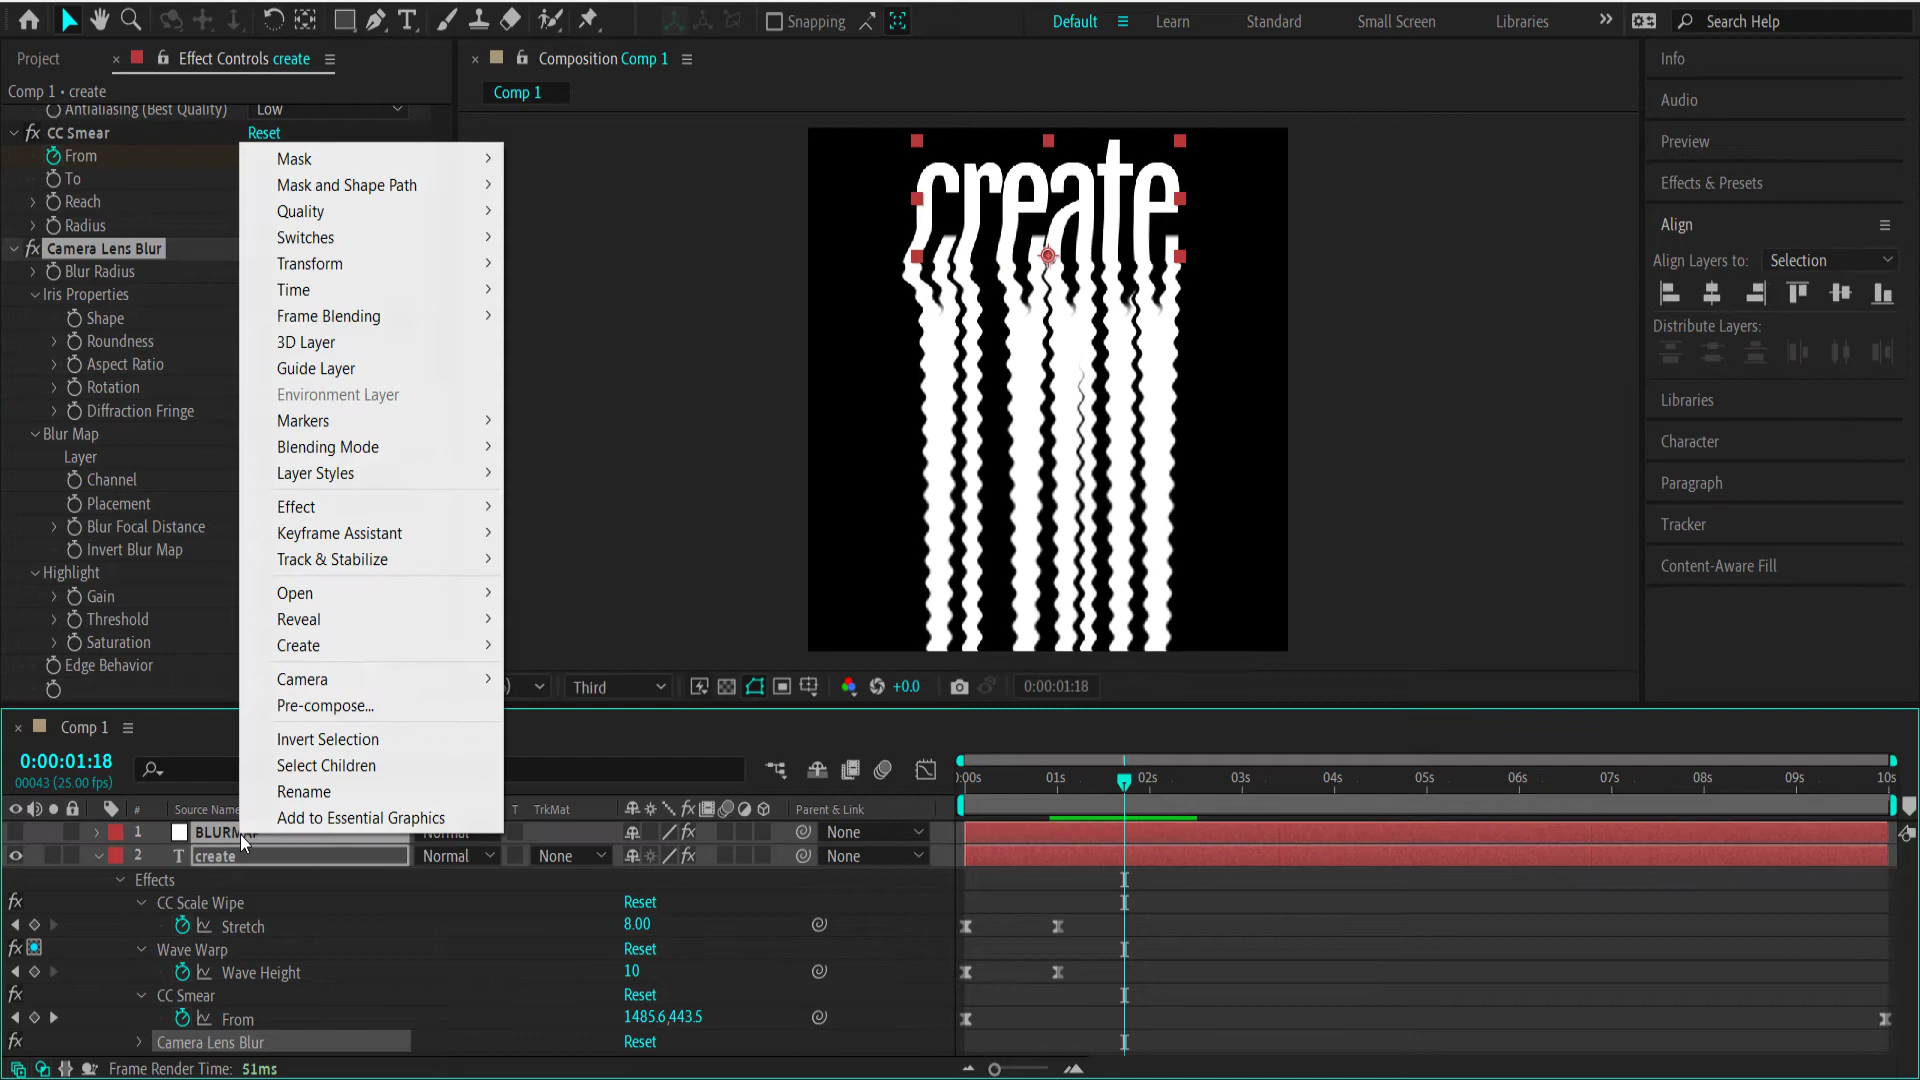 Snapping
Default
Learn
Standard
Small Screen
Libraries
Search Help
Project
Effect Controls create
Composition Comp 1
Comp 1 • create
Comp 1
Antialiasing (Best Quality)
Low
CC Smear
Reset
From
To
Reach
Radius
Camera Lens Blur
Blur Radius
Iris Properties
Shape
Roundness
Aspect Ratio
Rotation
Diffraction Fringe
Blur Map
Layer
Channel
Placement
Blur Focal Distance
Invert Blur Map
Highlight
Gain
Threshold
Saturation
Edge Behavior
Mask
Mask and Shape Path
Quality
Switches
Transform
Time
Frame Blending
3D Layer
Guide Layer
Environment Layer
Markers
Blending Mode
Layer Styles
Effect
Keyframe Assistant
Track & Stabilize
Open
Reveal
Create
Camera
Pre-compose...
Invert Selection
Select Children
Rename
Add to Essential Graphics
create
Third
+0.0
0:00:01:18
Info
Audio
Preview
Effects & Presets
Align
Align Layers to:
Selection
Distribute Layers:
Libraries
Character
Paragraph
Tracker
Content-Aware Fill
Comp 1
0:00:01:18
00043 (25.00 fps)
# Source Name
T TrkMat
Parent & Link
):00s 01s 02s 03s 04s 05s 06s 07s 08s 09s 10s
1 BLURMAP
Normal
None
2 T create
Normal
None
None
Effects
CC Scale Wipe
Reset
Stretch
8.00
Wave Warp
Reset
Wave Height
10
CC Smear
Reset
From
1485.6,443.5
Camera Lens Blur
Reset
Frame Render Time: 51ms